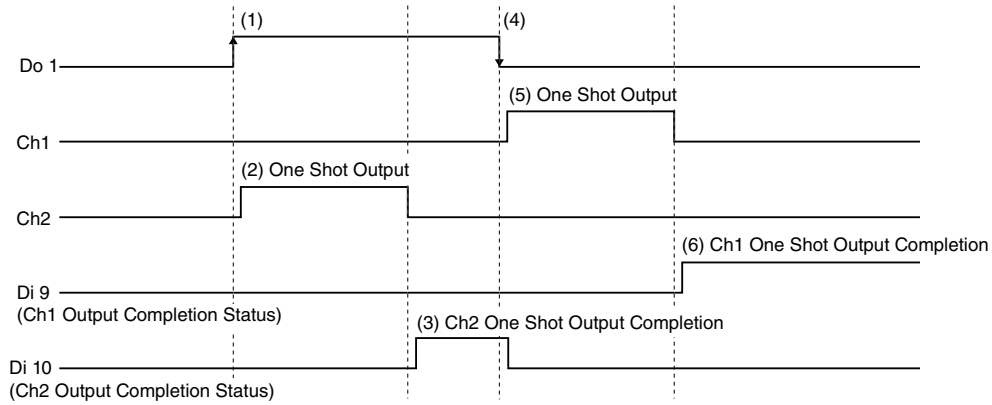 (1)
(4)
Do 1
(5) One Shot Output
Ch1
(2) One Shot Output
Ch2
(6) Ch1 One Shot Output Completion
Di 9
(Ch1 Output Completion Status)
(3) Ch2 One Shot Output Completion
Di 10
(Ch2 Output Completion Status)